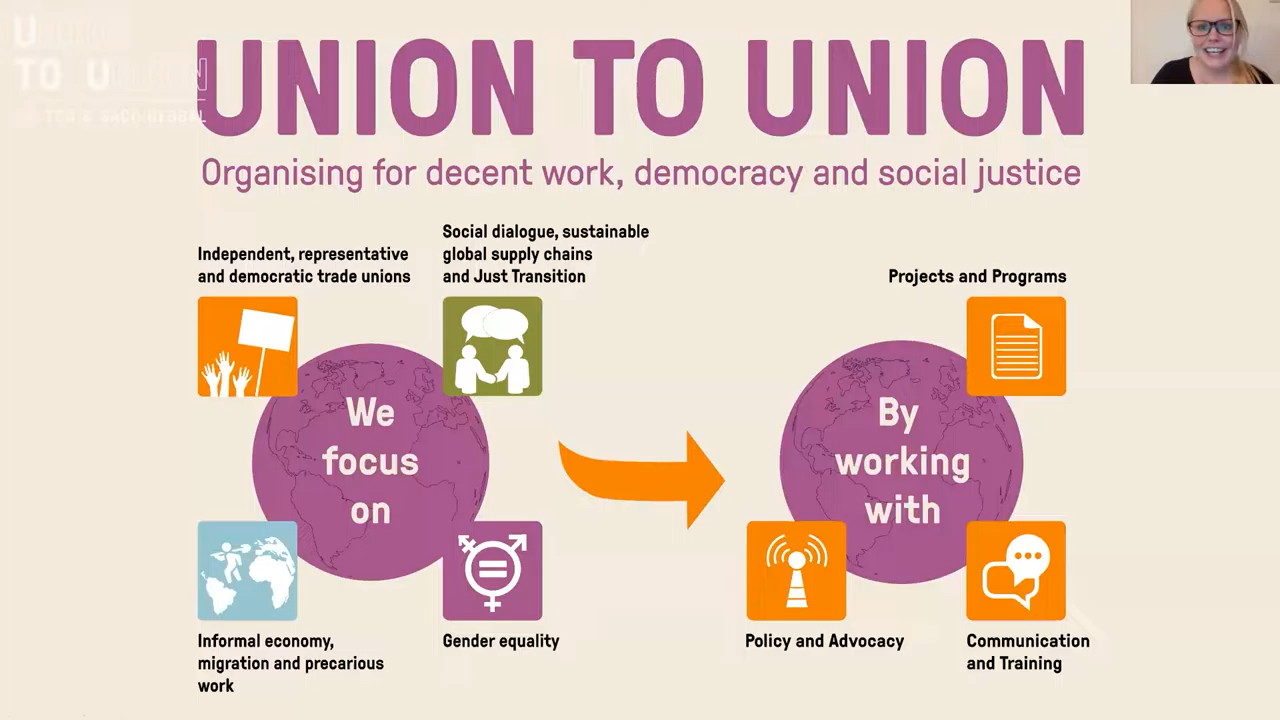 UNION TO UNION
Organising for decent work, democracy and social justice
Independent, representative
and democratic trade unions
Social dialogue, sustainable
global supply chains
and Just Transition
We
focus
on
Informal economy,
migration and precarious
work
Gender equality
Projects and Programs
By
working
with
Policy and Advocacy
Communication
and Training